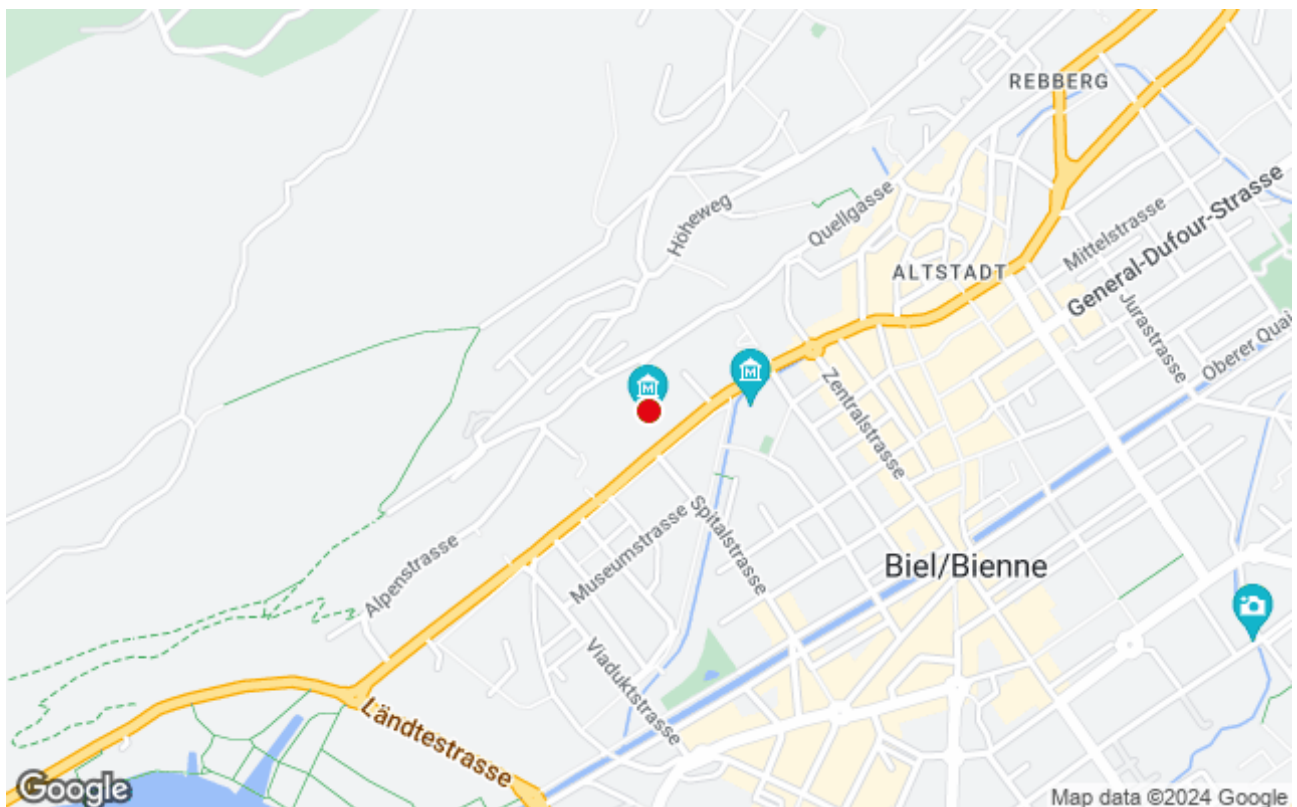 REBBERG
Höheweg
Quellgasse
Mittelstrasse
General-Dufour-Strasse
ALTSTADT
Jurastrasse
Oberer Quai
M
M
Zentralstrasse
Museumstrasse
Spitalstrasse
Biel/Bienne
Alpenstrasse
Viaduktstrasse
Ländtestrasse
Google
Map data ©2024 Google